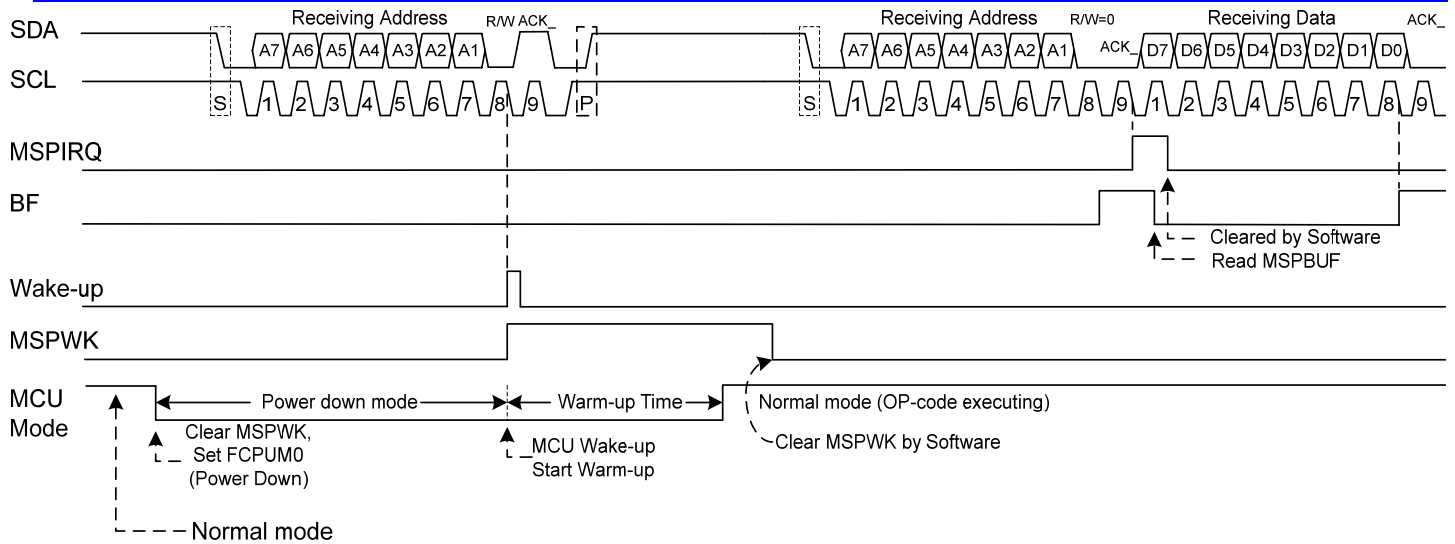 Receiving Address R/W ACK_ Receiving Address R/W=0 Receiving Data ACK_
SDA A7 A6 A5 A4 A3 A2 A1 A7 A6 A5 A4 A3 A2 A1 ACK_ D7 D6 D5 D4 D3 D2 D1 D0
SCL S 1 2 3 4 5 6 7 8 9 P S 1 2 3 4 5 6 7 8 9 1 2 3 4 5 6 7 8 9
MSPIRQ
BF
Cleared by Software
Read MSPBUF
Wake-up
MSPWK
MCU Mode
Power down mode Warm-up Time Normal mode (OP-code executing)
Clear MSPWK,
Set FCPUM0
(Power Down)
MCU Wake-up
Start Warm-up
Clear MSPWK by Software
Normal mode